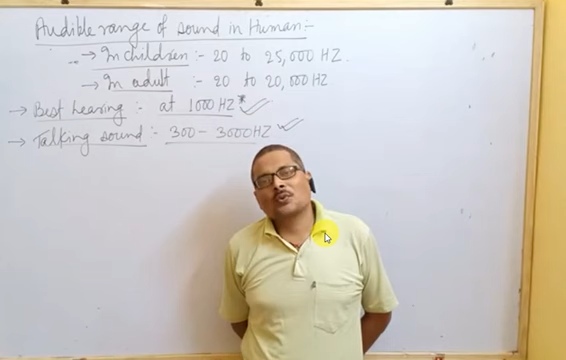 Audible range of sound in Human:-
→ In children :- 20 to 25,000 HZ.
→ In adult :- 20 to 20,000 HZ
→ Best hearing :- at 1000 HZ* ✓
→ Talking sound :- 300 - 3000 HZ ✓